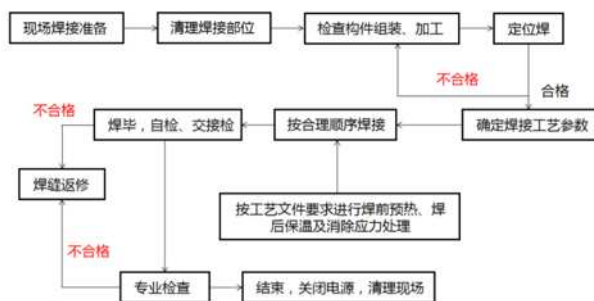 现场焊接准备
清理焊接部位
检查构件组装、加工
定位焊
不合格
合格
不合格
焊毕，自检、交接检
按合理顺序焊接
确定焊接工艺参数
焊缝返修
按工艺文件要求进行焊前预热、焊
后保温及消除应力处理
不合格
专业检查
结束，关闭电源，清理现场